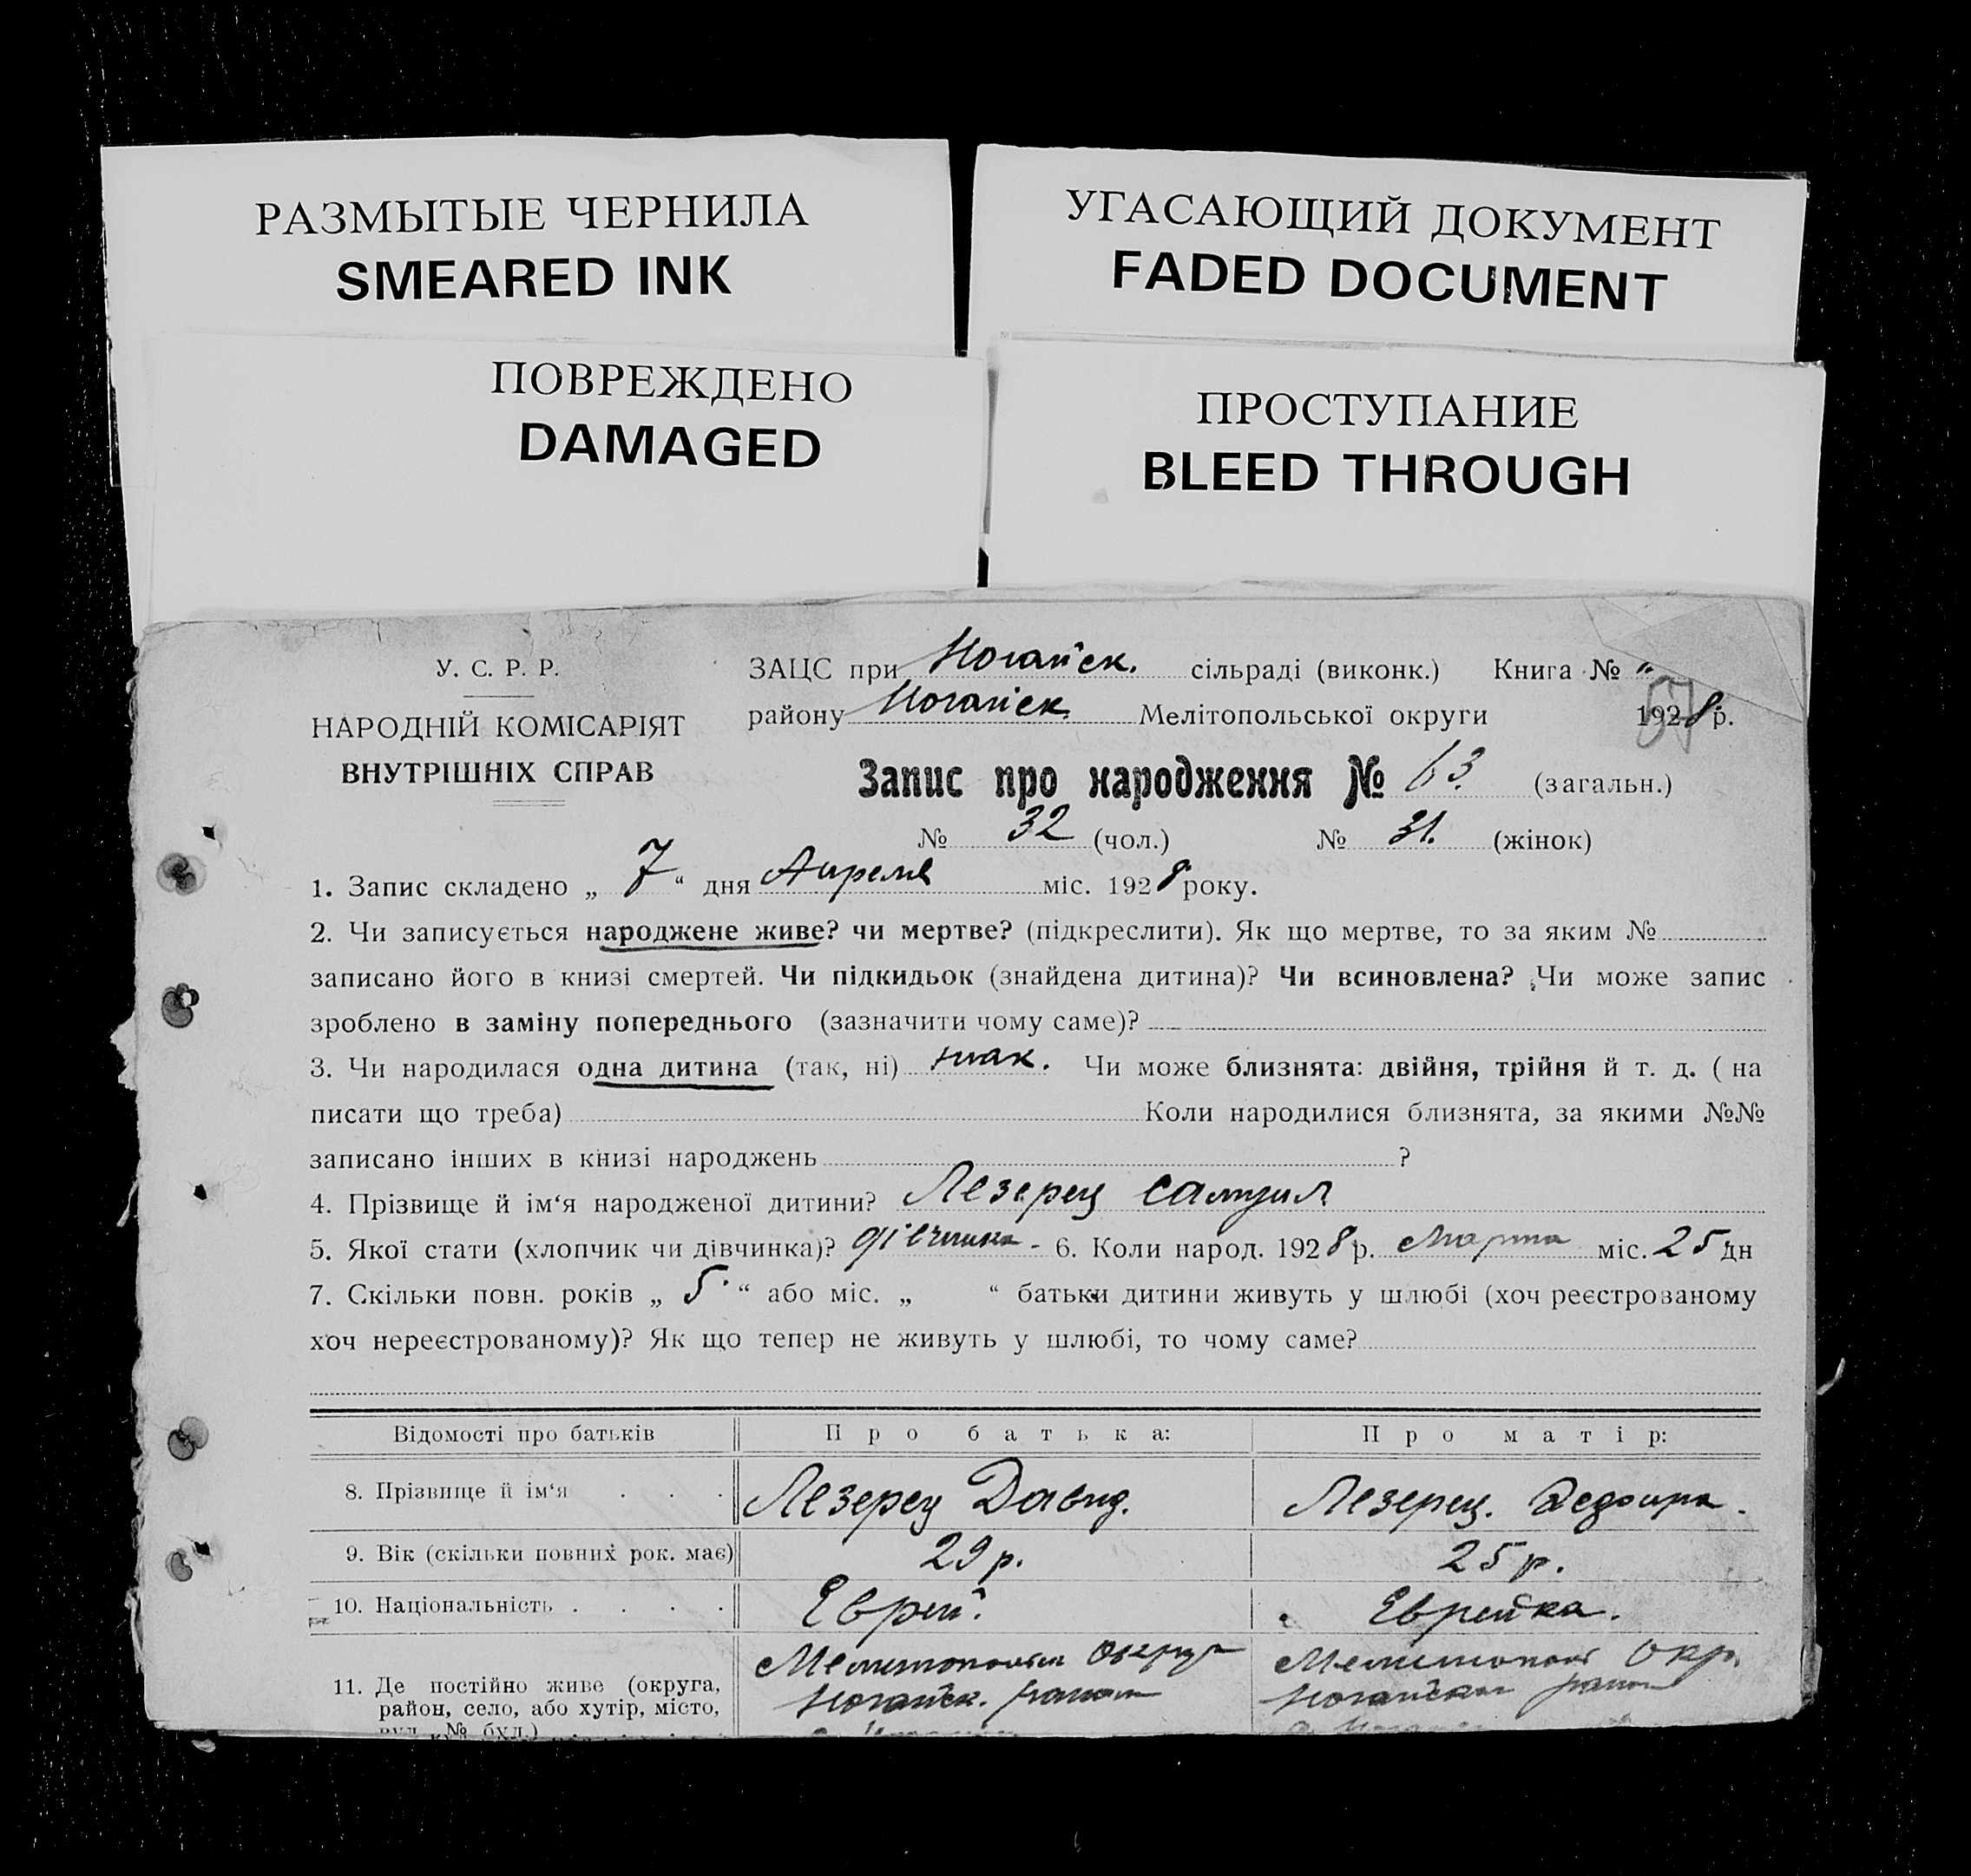 РАЗМЫТЫЕ ЧЕРНИЛА
SMEARED INK
УГАСАЮЩИЙ ДОКУМЕНТ
FADED DOCUMENT
ПОВРЕЖДЕНО
DAMAGED
ПРОСТУПАНИЕ
BLEED THROUGH
У. С. Р. Р.
НАРОДНІЙ КОМІСАРІЯТ
ВНУТРІШНІХ СПРАВ
ЗАЦС при Ногайск. сільраді (виконк.) Книга № "
району Ногайск. Мелітопольської округи 1928 р.
Запис про народження № 63. (загальн.)
№ 32 (чол.) № 31. (жінок)
1. Запис складено „ 7 “ дня Апреля міс. 1928 року.
2. Чи записується народжене живе? чи мертве? (підкреслити). Як що мертве, то за яким №
записано його в книзі смертей. Чи підкидьок (знайдена дитина)? Чи всиновлена? Чи може запис
зроблено в заміну попереднього (зазначити чому саме)?
3. Чи народилася одна дитина (так, ні) так. Чи може близнята: двійня, трійня й т. д. ( на
писати що треба) Коли народилися близнята, за якими №№
записано інших в книзі народжень ?
4. Прізвище й ім‘я народженої дитини? Лезерец Самуил
5. Якої стати (хлопчик чи дівчинка)? дівчинка - 6. Коли народ. 1928 р. Марта міс. 25 дн
7. Скільки повн. років „ 5 “ або міс. „ “ батьки дитини живуть у шлюбі (хоч реєстрованому
хоч нереєстрованому)? Як що тепер не живуть у шлюбі, то чому саме?
Відомості про батьків Про батька: Про матір:
8. Прізвище й ім‘я . . . Лезерец Давид. Лезерец.
9. Вік (скільки повних рок. має) 29 р. 25 р.
10. Національність . . . . Еврей. Еврейка.
11. Де постійно живе (округа,
район, село, або хутір, місто,
вул. № буд.)
Ногайск.
Окр.